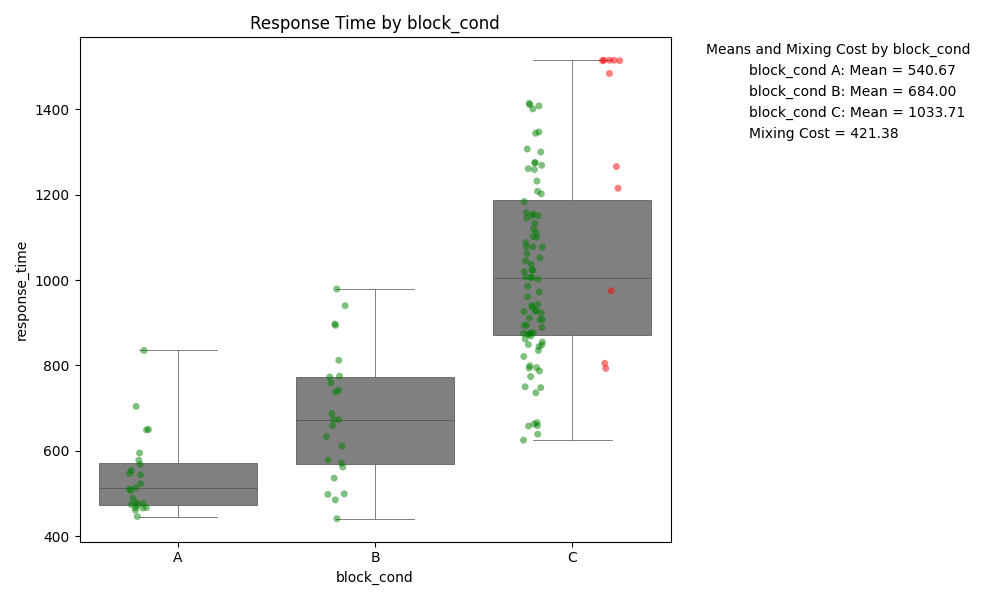 Response Time by block_cond
Means and Mixing Cost by block_cond
block_cond A: Mean = 540.67
block_cond B: Mean = 684.00
block_cond C: Mean = 1033.71
Mixing Cost = 421.38
response_time
1400
1200
1000
800
600
400
A
B
C
block_cond